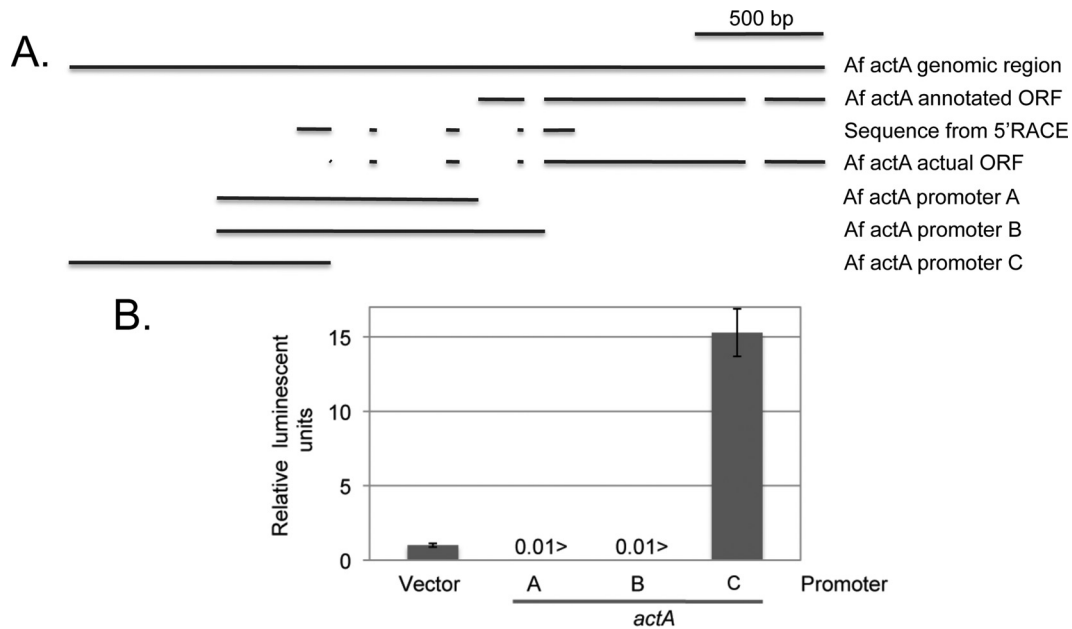 500 bp
A.
Af actA genomic region
Af actA annotated ORF
Sequence from 5'RACE
Af actA actual ORF
Af actA promoter A
Af actA promoter B
Af actA promoter C
B.
Relative luminescent
units
15
10
5
0
0.01> 0.01>
Vector A B C Promoter
actA